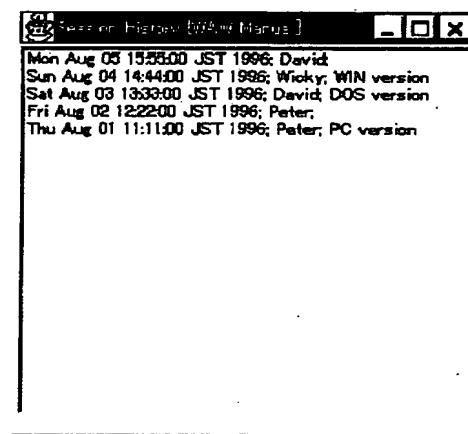 Session History [WAW Manua ]
Mon Aug 05 15:55:00 JST 1996; David;
Sun Aug 04 14:44:00 JST 1996; Wicky; WIN version
Sat Aug 03 13:33:00 JST 1996; David; DOS version
Fri Aug 02 12:22:00 JST 1996; Peter;
Thu Aug 01 11:11:00 JST 1996; Peter; PC version